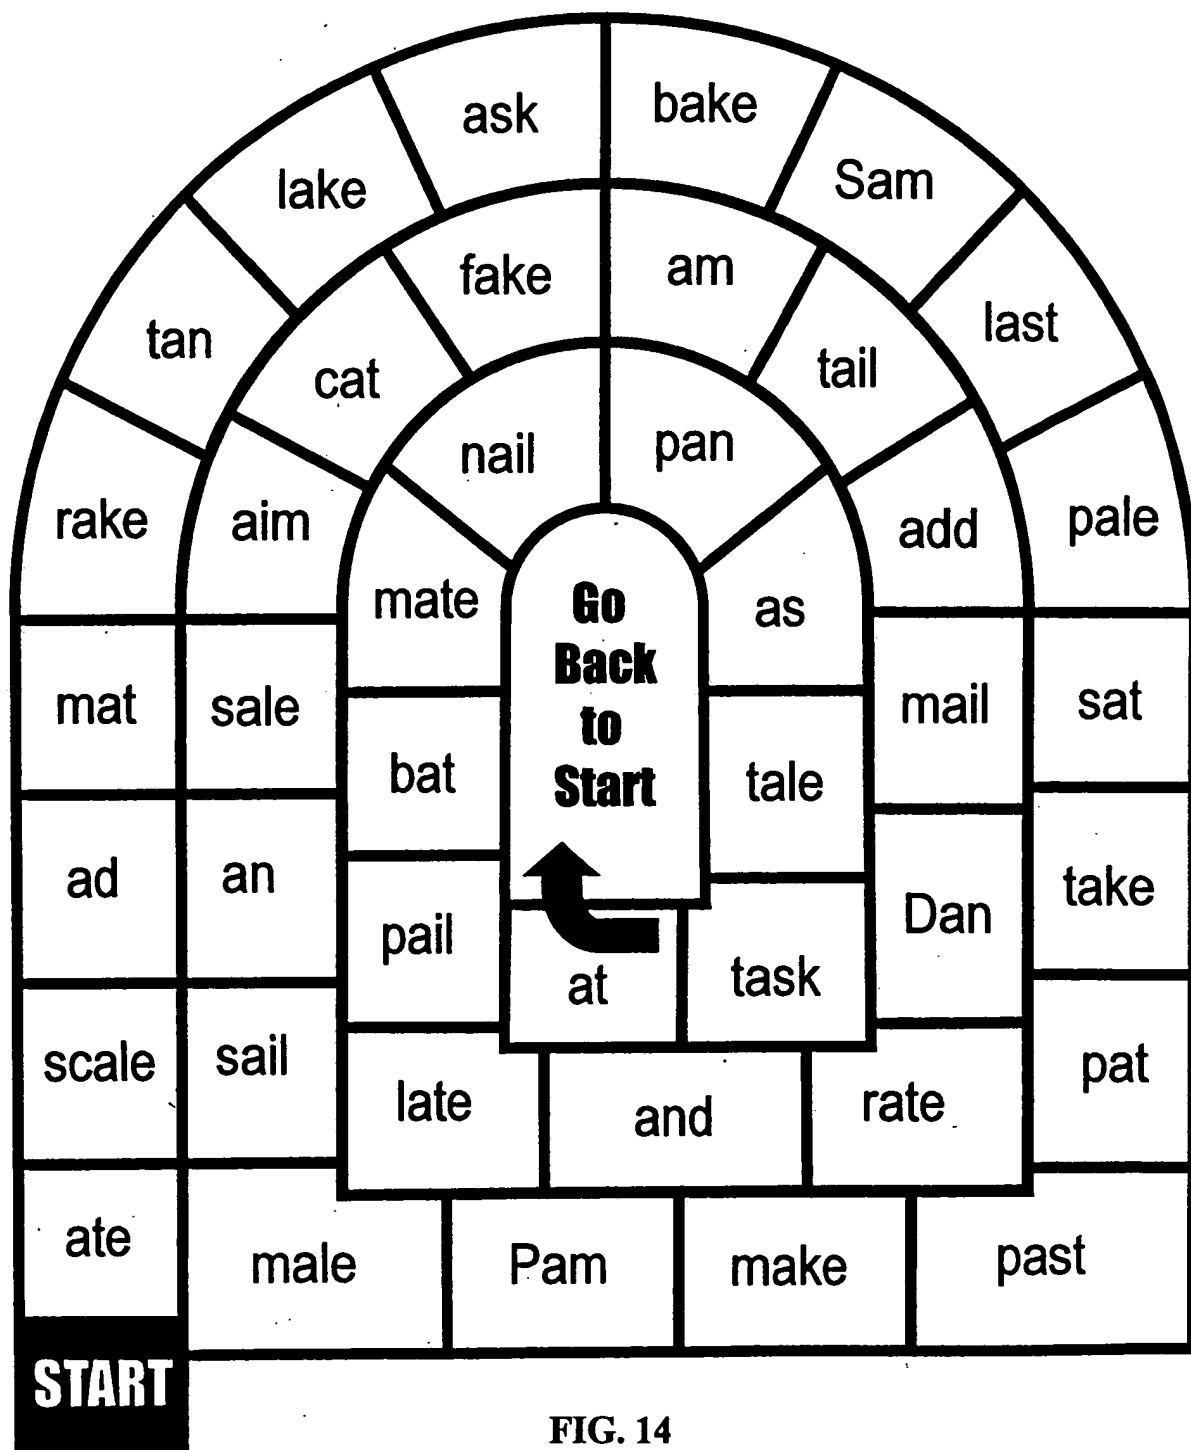 ask
bake
lake
Sam
tan
fake
am
last
cat
tail
nail
pan
rake
aim
add
pale
mate
Go
Back
to
Start
as
mat
sale
mail
sat
bat
tale
ad
an
take
pail
Dan
at
task
scale
sail
pat
late
and
rate
ate
male
Pam
make
past
START
FIG. 14